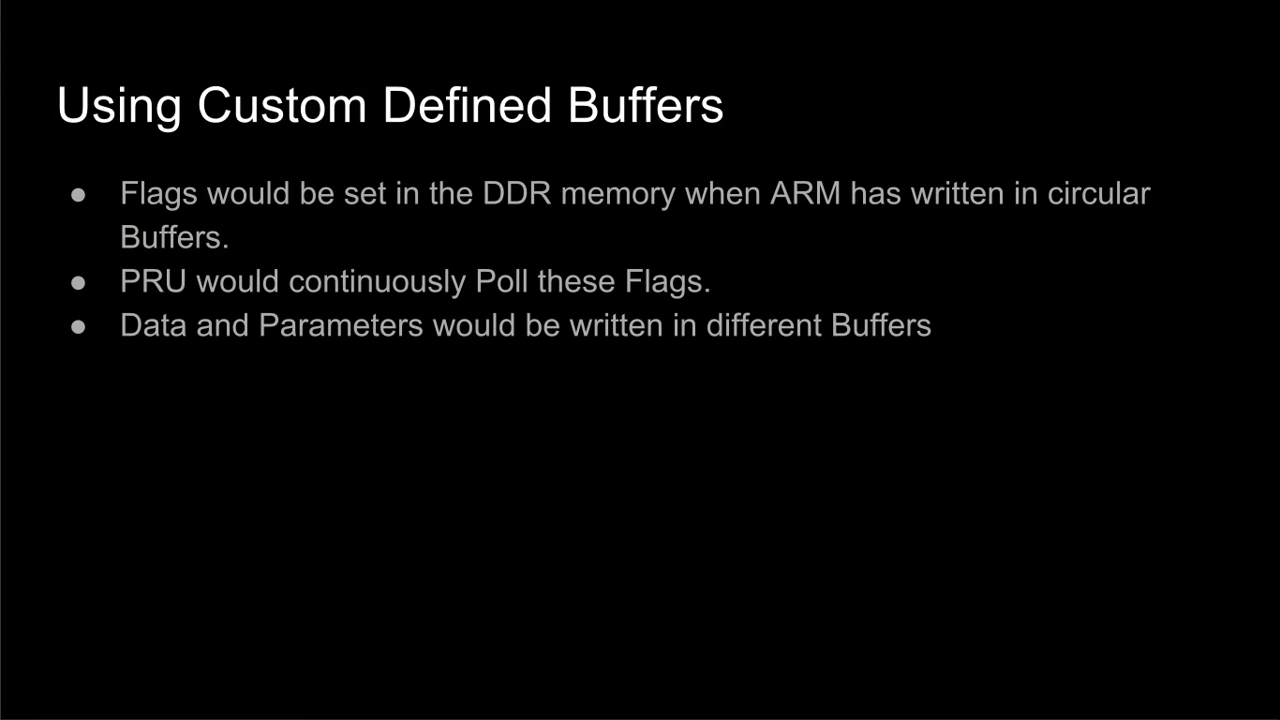 Using Custom Defined Buffers
● Flags would be set in the DDR memory when ARM has written in circular
Buffers.
● PRU would continuously Poll these Flags.
● Data and Parameters would be written in different Buffers